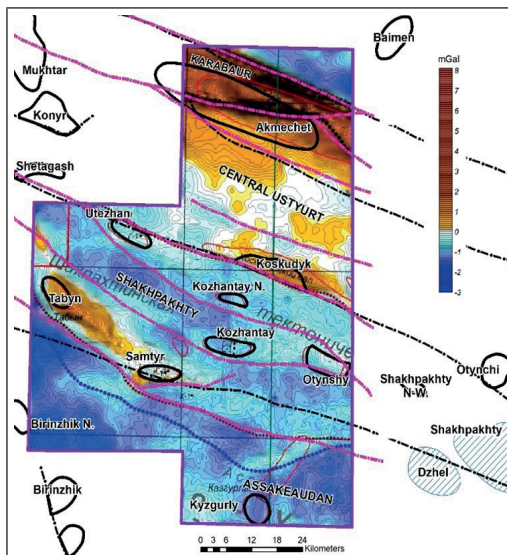 Baimen
mGal
8
7
6
5
4
3
2
1
0
-1
-2
-3
Mukhtar
KARABAUR
Konyr
Akmechet
Shetagash
CENTRAL USTYURT
Utezhan
Koskudyk
SHAKHPAKHTY
Kozhantay N.
Tabyn
Табын
Kozhantay
Samtyr
Otynshy
Otynchi
Shakhpakhty
N-W.
Shakhpakhty
Birinzhik N.
Dzhel
Birinzhik
ASSAKEAUDAN
Kyzgurly
0 3 6 12 18 24
Kilometers